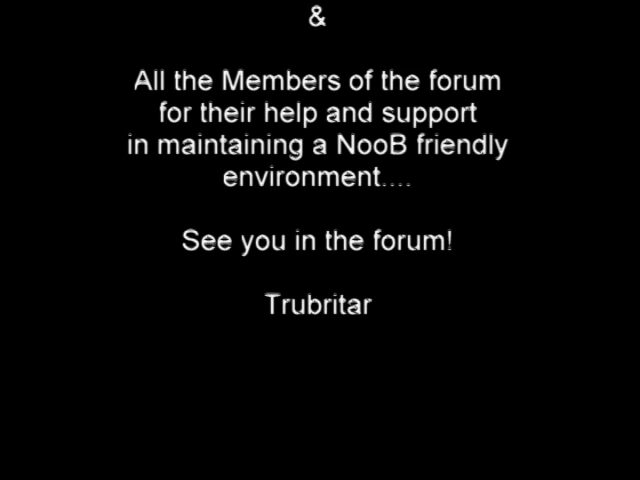 &
All the Members of the forum
for their help and support
in maintaining a NooB friendly
environment....
See you in the forum!
Trubritar